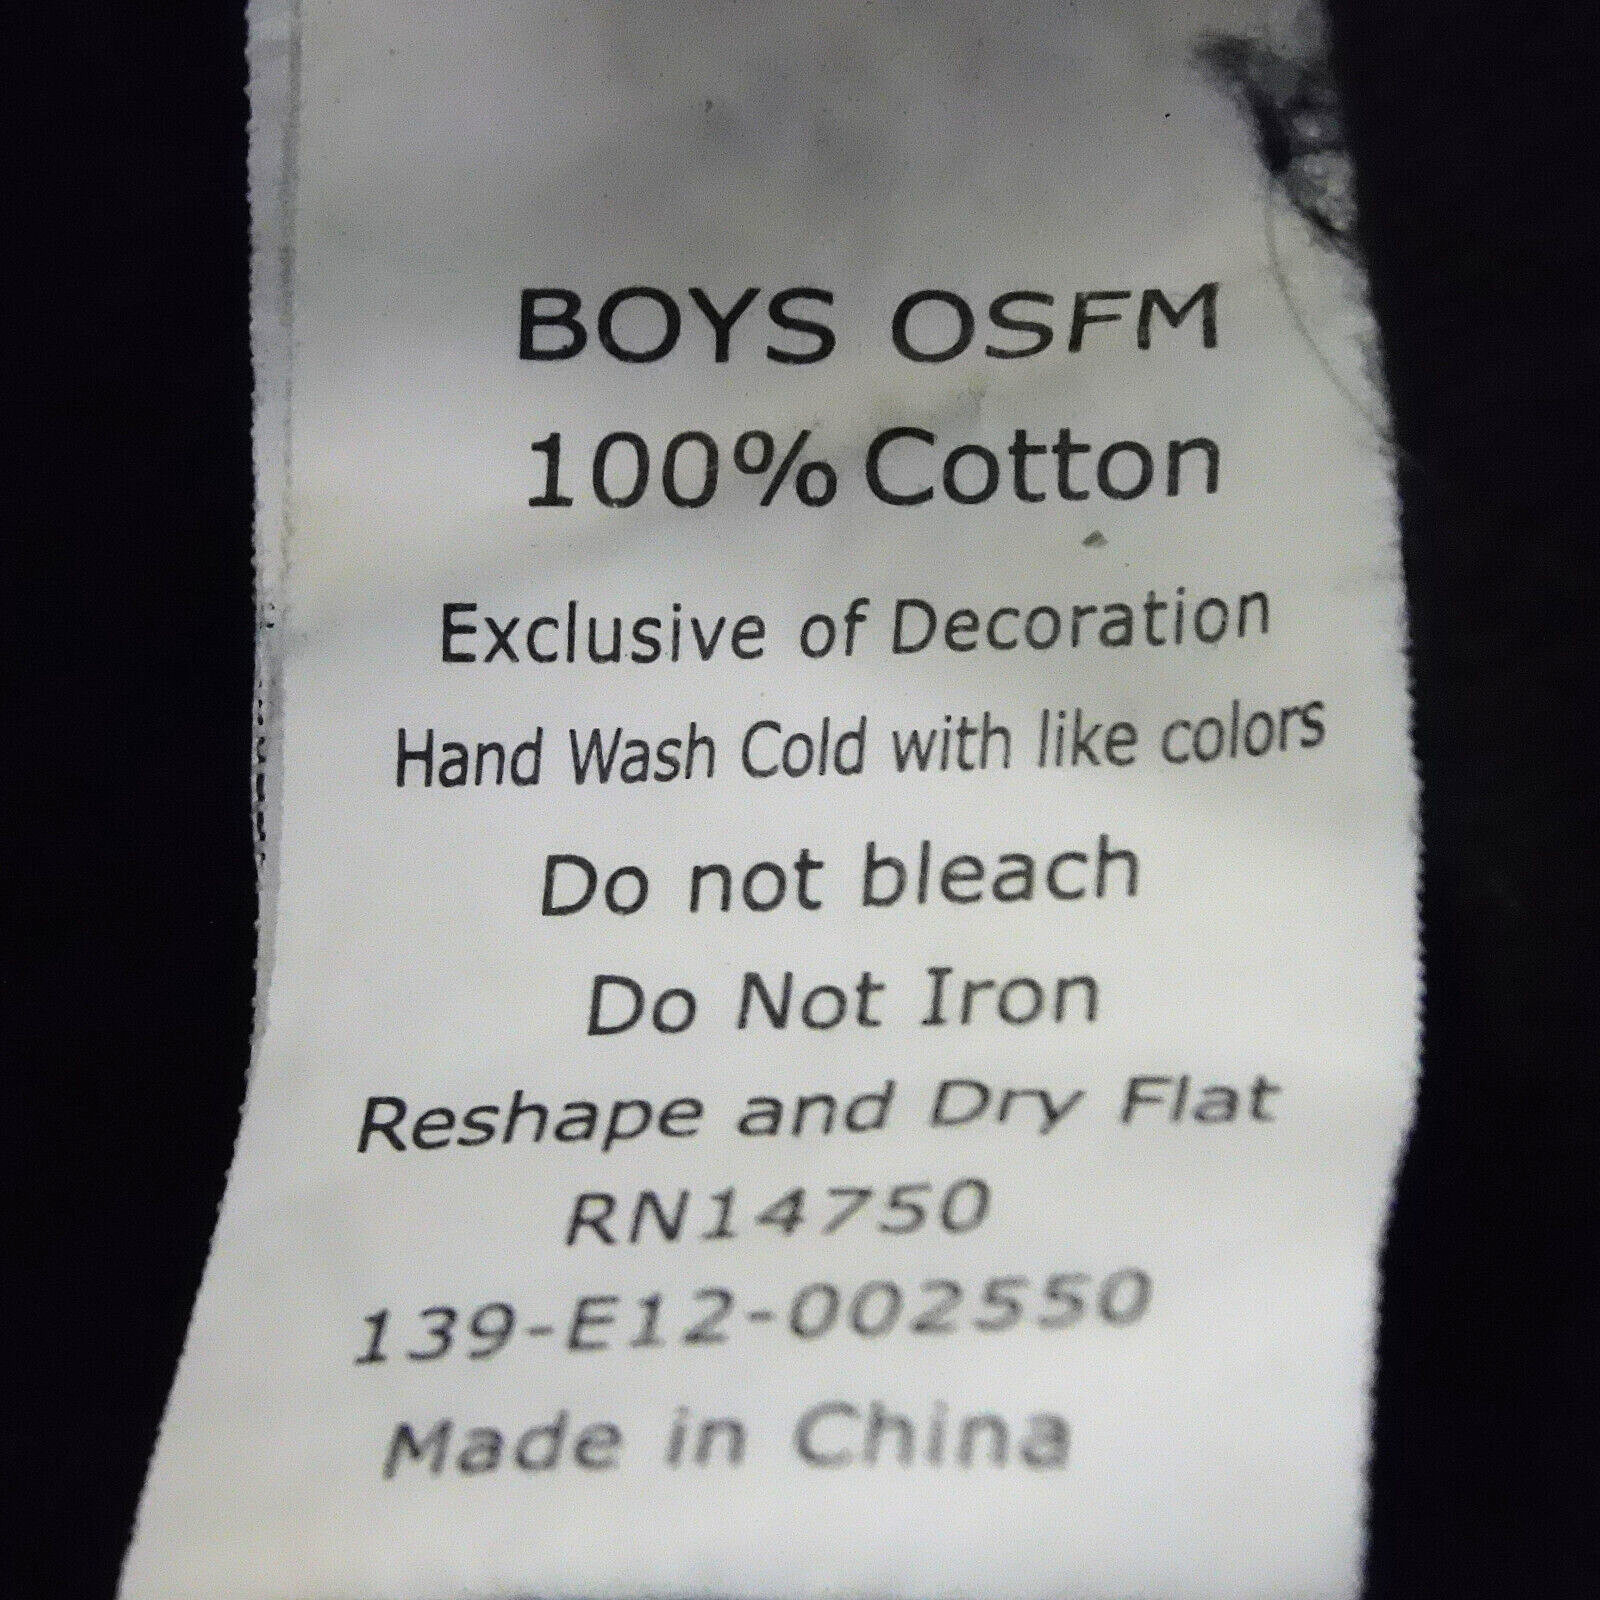 BOYS OSFM
100% Cotton
Exclusive of Decoration
Hand Wash Cold with like colors
Do not bleach
Do Not Iron
Reshape and Dry Flat
RN14750
139-E12-002550
Made in China